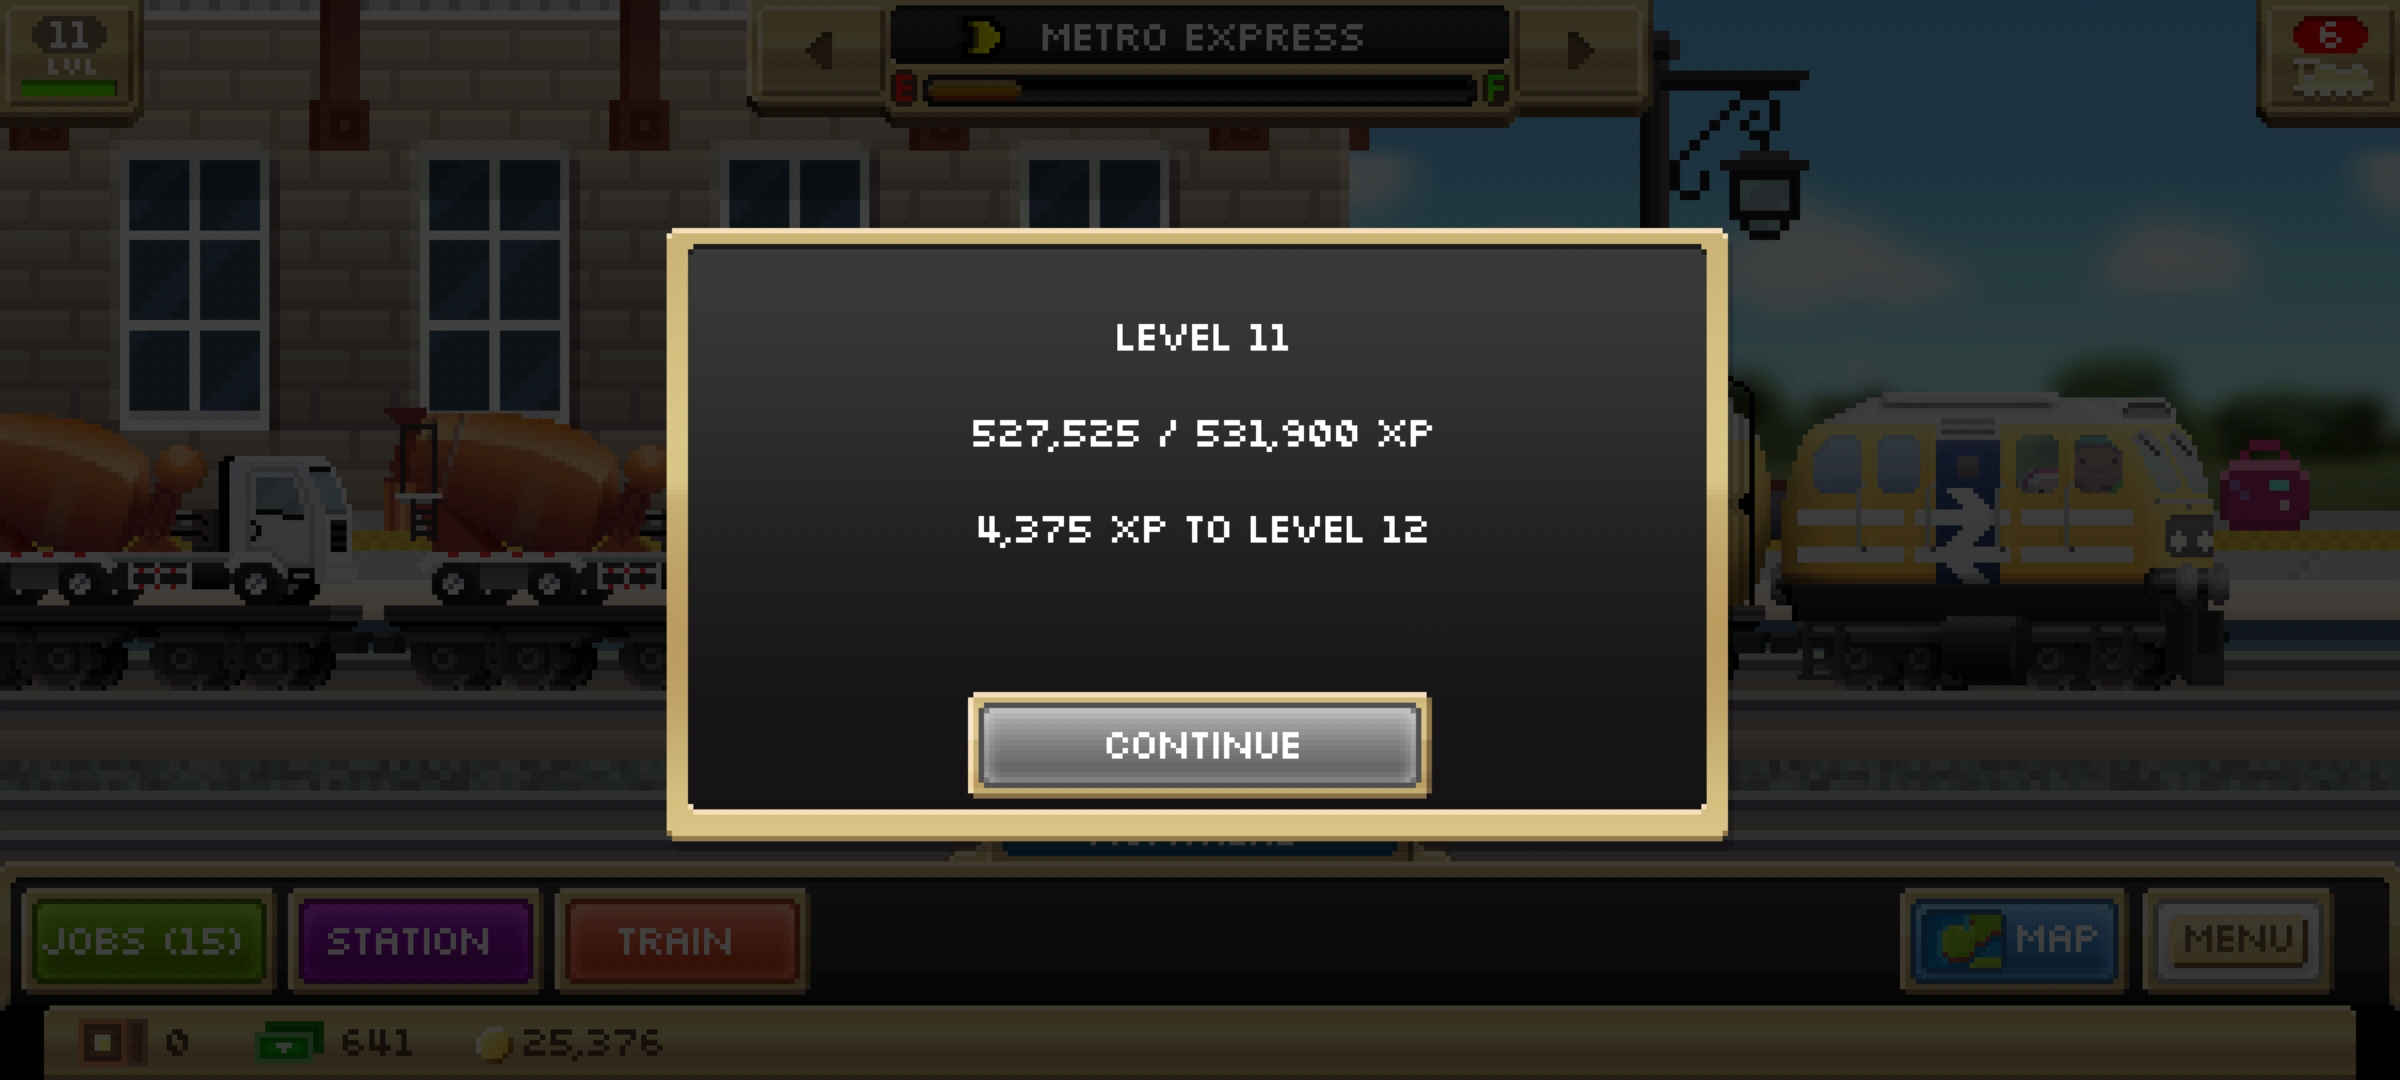 11
LVL
METRO EXPRESS
E
F
6
LEVEL 11
527,525 / 531,900 XP
4,375 XP TO LEVEL 12
CONTINUE
JOBS (15)
STATION
TRAIN
MAP
MENU
0
641
25,376